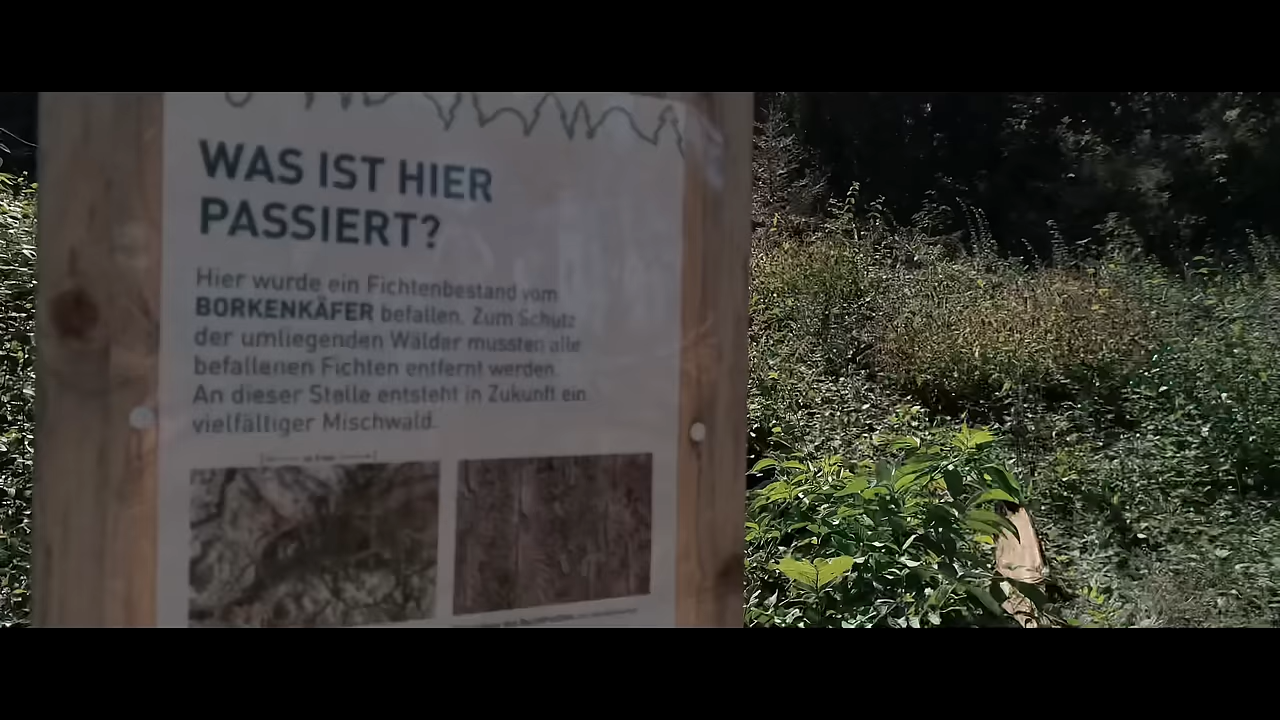 WAS IST HIER
PASSIERT?
Hier wurde ein Fichtenbestand vom
BORKENKÄFER befallen. Zum Schutz
der umliegenden Wälder mussten alle
befallenen Fichten entfernt werden.
An dieser Stelle entsteht in Zukunft ein
vielfältiger Mischwald.